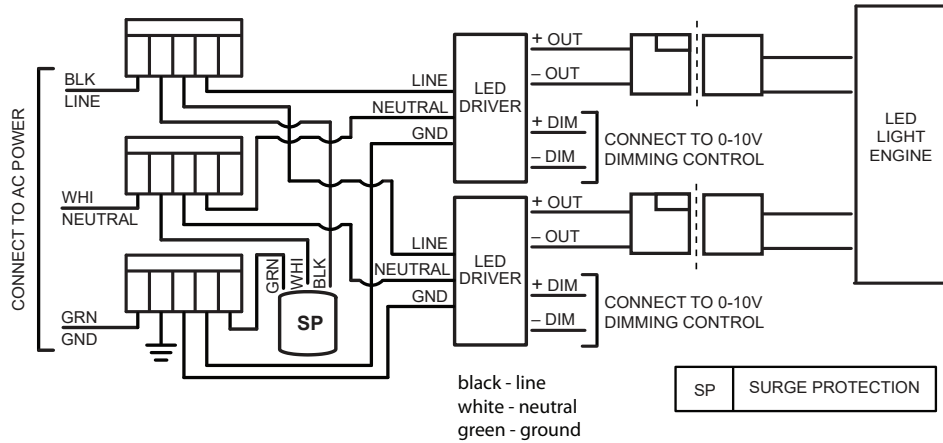 CONNECT TO AC POWER
BLK
LINE
WHI
NEUTRAL
GRN
GND
GRN
WHI
BLK
SP
LINE
NEUTRAL
GND
LED
DRIVER
+ OUT
– OUT
+ DIM
– DIM
CONNECT TO 0-10V
DIMMING CONTROL
LINE
NEUTRAL
GND
LED
DRIVER
+ OUT
– OUT
+ DIM
– DIM
CONNECT TO 0-10V
DIMMING CONTROL
LED
LIGHT
ENGINE
black - line
white - neutral
green - ground
SP SURGE PROTECTION